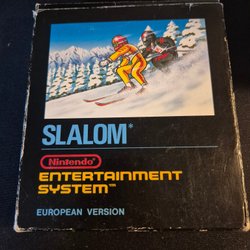 SLALOM*
Nintendo®
ENTERTAINMENT
SYSTEM™
EUROPEAN VERSION